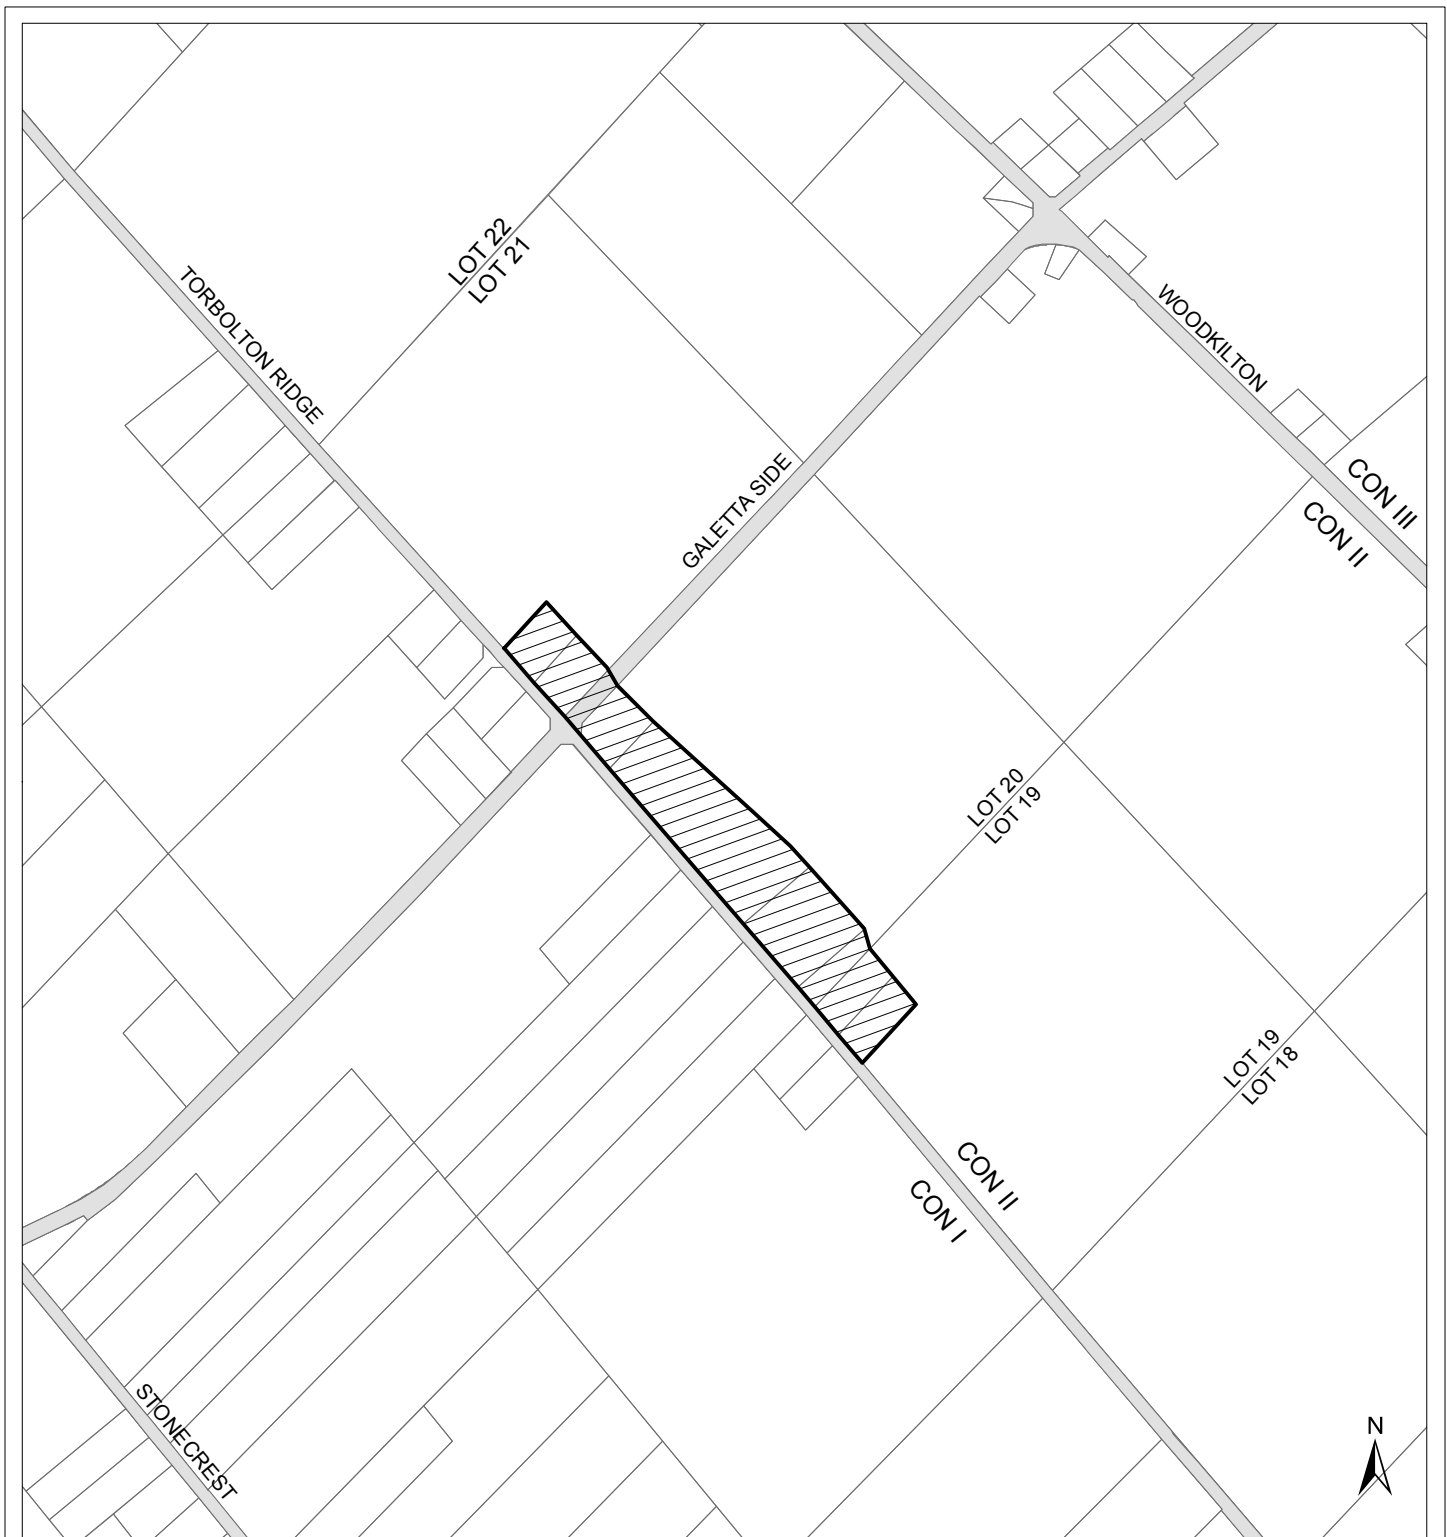 LOT 22
LOT 21
TORBOLTON RIDGE
WOODKILTON
GALETTA SIDE
CON III
CON II
LOT 20
LOT 19
LOT 19
LOT 18
CON II
CON I
STONECREST
N